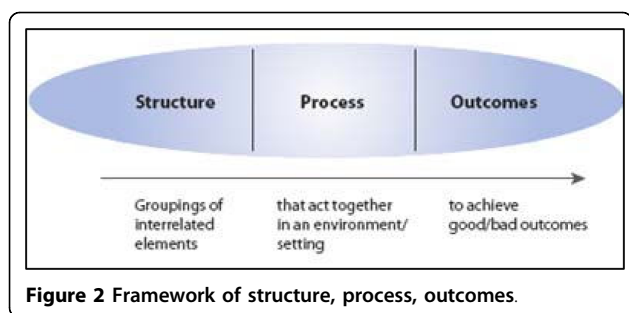 Structure
Process
Outcomes
Groupings of
interrelated
elements
that act together
in an environment/
setting
to achieve
good/bad outcomes
Figure 2 Framework of structure, process, outcomes.